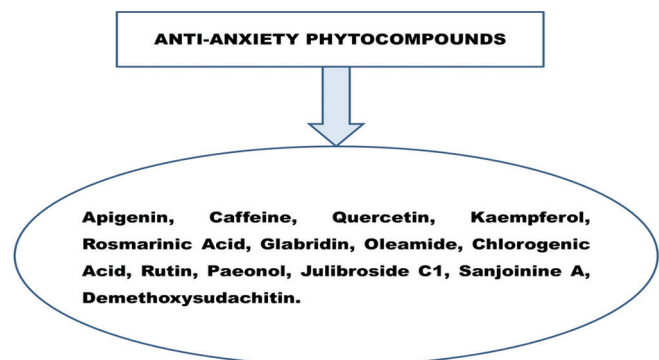 ANTI-ANXIETY PHYTOCOMPOUNDS
Apigenin, Caffeine, Quercetin, Kaempferol,
Rosmarinic Acid, Glabridin, Oleamide, Chlorogenic
Acid, Rutin, Paeonol, Julibroside C1, Sanjoinine A,
Demethoxysudachitin.